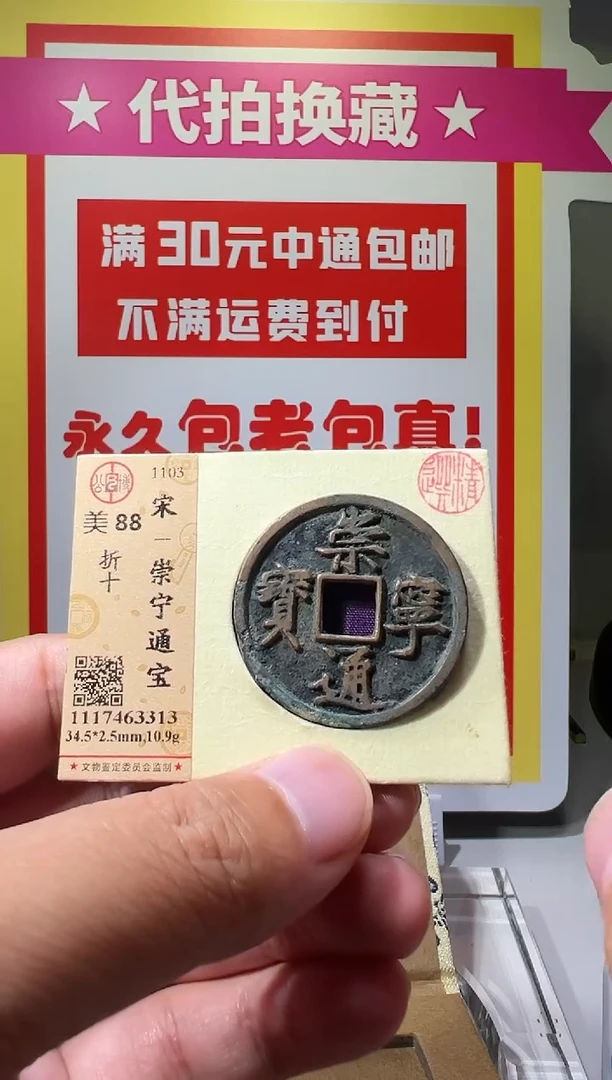 ★ 代拍换藏 ★
满30元中通包邮
不满运费到付
永久包老包真!
1103
美 88
折十
宋－崇宁通宝
1117463313
34.5*2.5mm,10.9g
★文物鉴定委员会监制★
崇
寧
通
寳